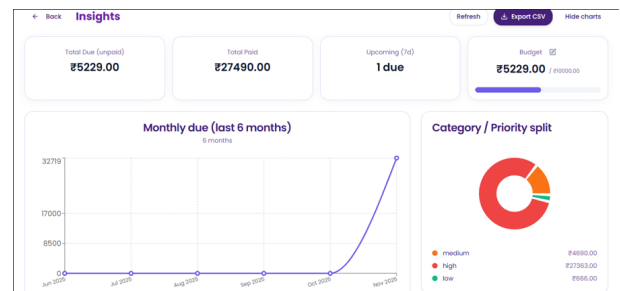 ← Back Insights Refresh Export CSV Hide charts
Total Due (unpaid) Total Paid Upcoming (7d) Budget
₹5229.00 ₹27490.00 1 due ₹5229.00 / ₹10000.00
Monthly due (last 6 months)
6 months
32719
17000
8500
0
Jun 2025 Jul 2025 Aug 2025 Sep 2025 Oct 2025 Nov 2025
Category / Priority split
medium ₹4690.00
high ₹27363.00
low ₹666.00